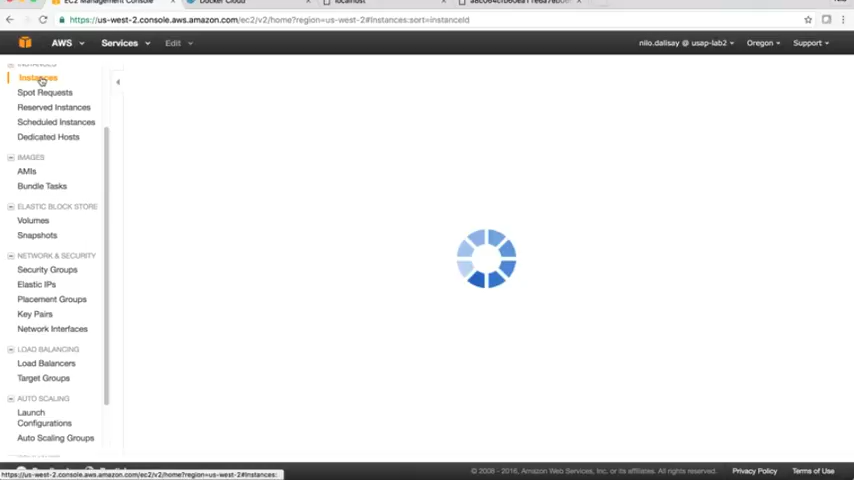 EC2 Management Console
Docker Cloud
localhost
https://us-west-2.console.aws.amazon.com/ec2/v2/home?region=us-west-2#Instances:sort=instanceId
AWS Services Edit nilo.dalisay @ usap-lab2 Oregon Support
INSTANCES
Instances
Spot Requests
Reserved Instances
Scheduled Instances
Dedicated Hosts
IMAGES
AMIs
Bundle Tasks
ELASTIC BLOCK STORE
Volumes
Snapshots
NETWORK & SECURITY
Security Groups
Elastic IPs
Placement Groups
Key Pairs
Network Interfaces
LOAD BALANCING
Load Balancers
Target Groups
AUTO SCALING
Launch
Configurations
Auto Scaling Groups
© 2008 - 2016, Amazon Web Services, Inc. or its affiliates. All rights reserved. Privacy Policy Terms of Use
https://us-west-2.console.aws.amazon.com/ec2/v2/home?region=us-west-2#Instances: